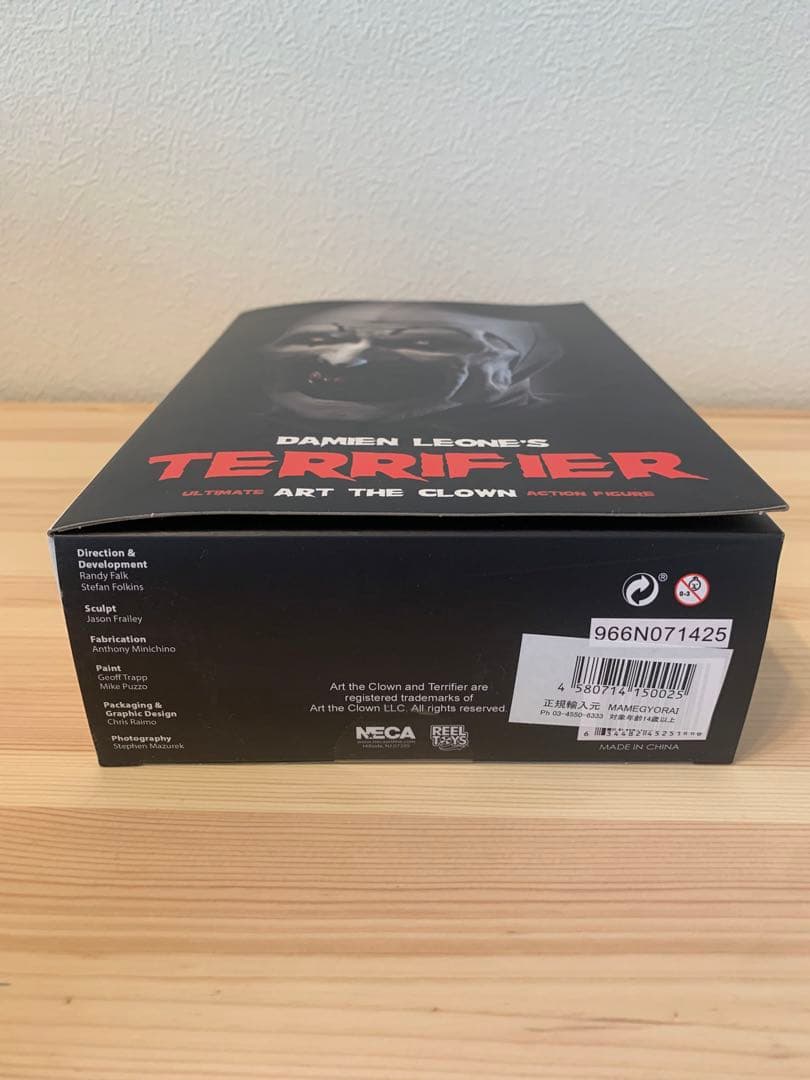 DAMIEN LEONE'S
TERRIFIER
ULTIMATE ART THE CLOWN ACTION FIGURE
Direction &
Development
Randy Falk
Stefan Folkins
Sculpt
Jason Frailey
Fabrication
Anthony Minichino
Paint
Geoff Trapp
Mike Puzzo
Packaging &
Graphic Design
Chris Raimo
Photography
Stephen Mazurek
Art the Clown and Terrifier are
registered trademarks of
Art the Clown LLC. All rights reserved.
NECA
REEL
TOYS
®
0-3
966N071425
4 580714 150025
正規輸入元 MAMEGYORAI
Ph 03-4550-6333 対象年齢14歳以上
MADE IN CHINA